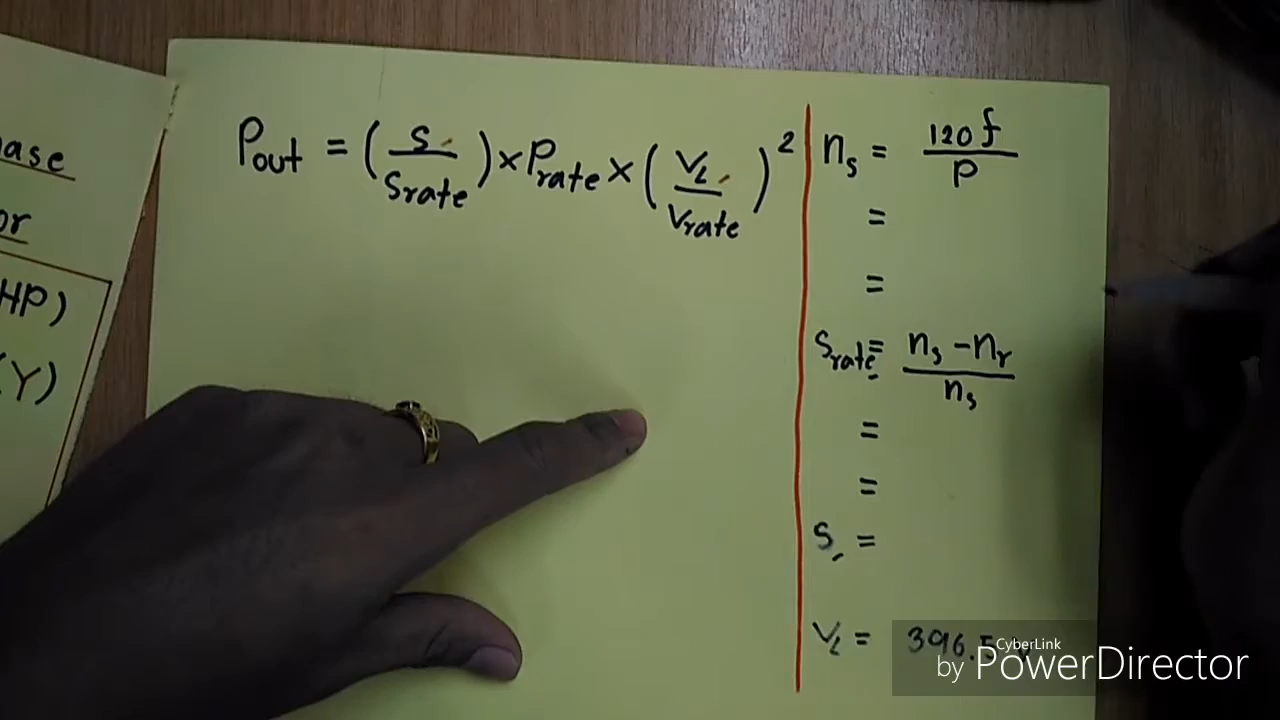 ase
or
HP)
(Y)
Pout = (S/Srate) × Prate × (VL/Vrate)²
ns = 120f/P
=
=
Srate = ns - nr/ns
=
=
S =
VL = 396.5
CyberLink
by PowerDirector